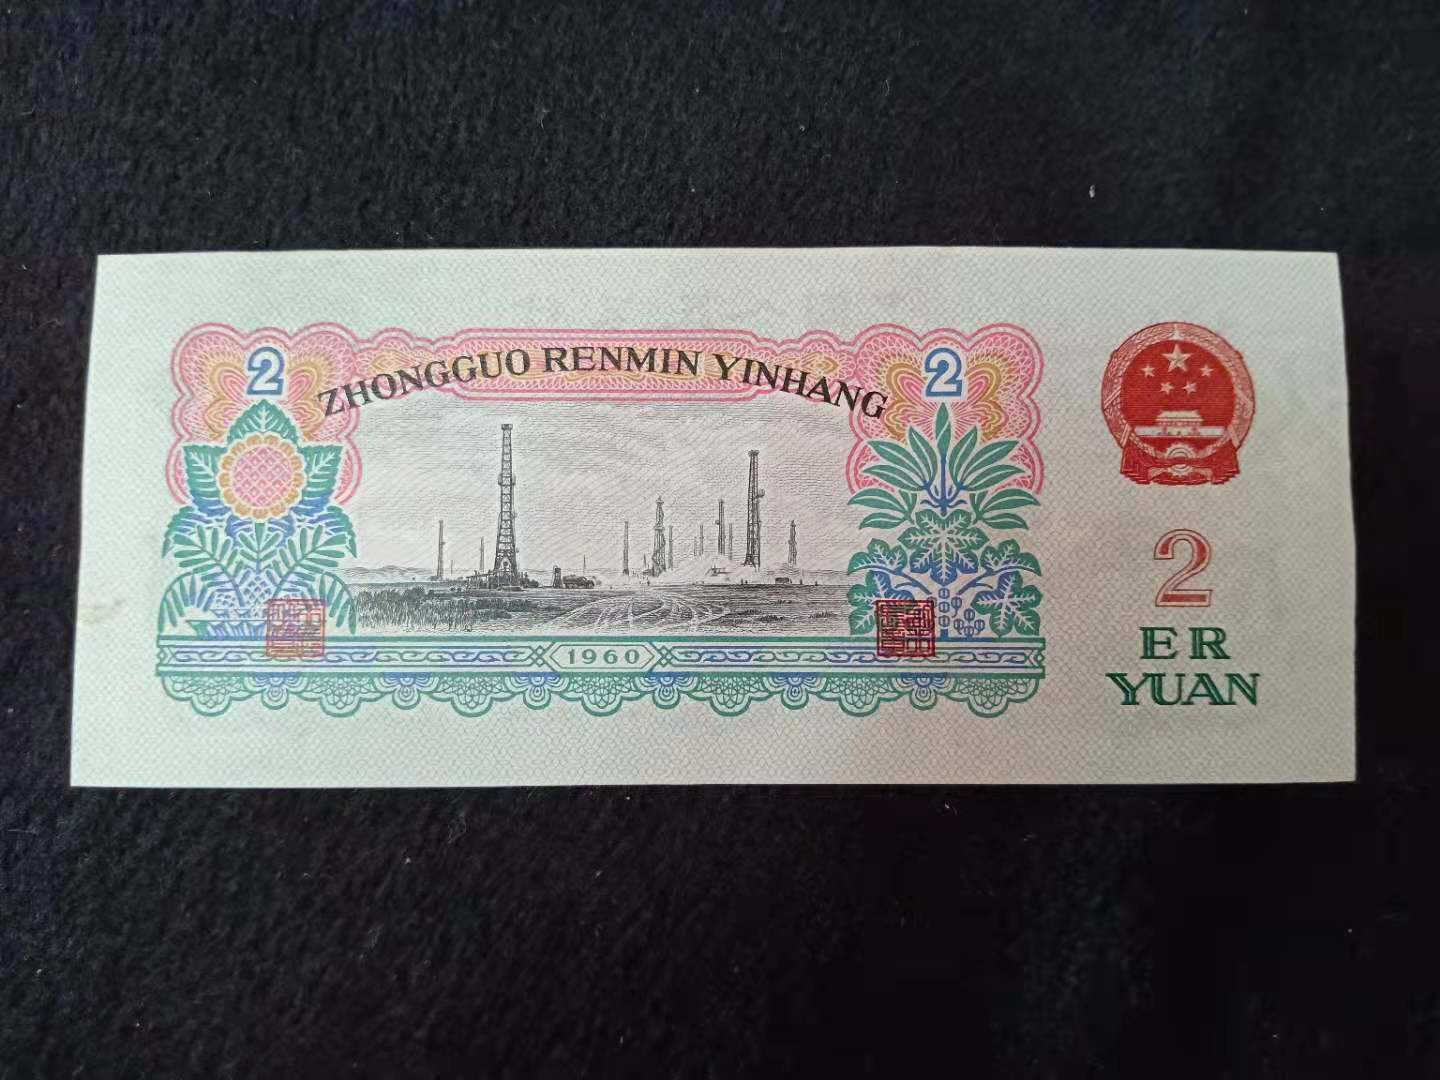 2 2
ZHONGGUO RENMIN YINHANG
1960
2
ER
YUAN